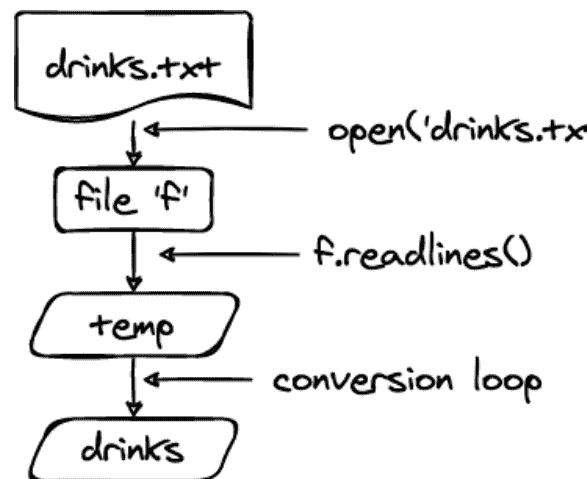 drinks.txt
open('drinks.tx
file 'f'
f.readlines()
temp
conversion loop
drinks